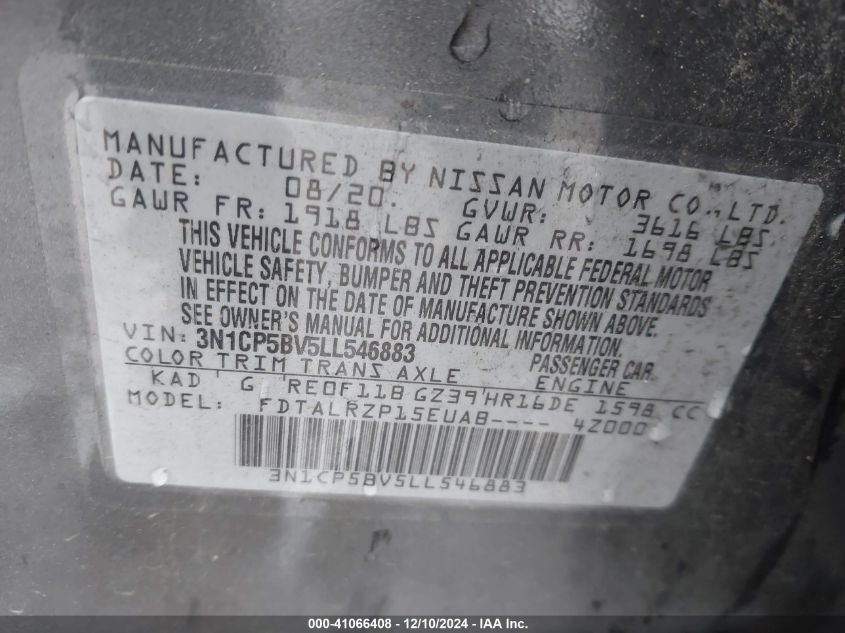 MANUFACTURED BY NISSAN MOTOR CO., LTD.
DATE: 08/20. GVWR: 3616 LBS
GAWR FR: 1918 LBS GAWR RR: 1698 LBS
THIS VEHICLE CONFORMS TO ALL APPLICABLE FEDERAL MOTOR
VEHICLE SAFETY, BUMPER AND THEFT PREVENTION STANDARDS
IN EFFECT ON THE DATE OF MANUFACTURE SHOWN ABOVE.
SEE OWNER'S MANUAL FOR ADDITIONAL INFORMATION.
VIN: 3N1CP5BV5LL546883 PASSENGER CAR
COLOR TRIM TRANS AXLE ENGINE
KAD G RE0F11B GZ39 HR16DE 1598 CC
MODEL: FDTALRZP15EUAB---- 4Z000
3N1CP5BV5LL546883
000-41066408 - 12/10/2024 - IAA Inc.